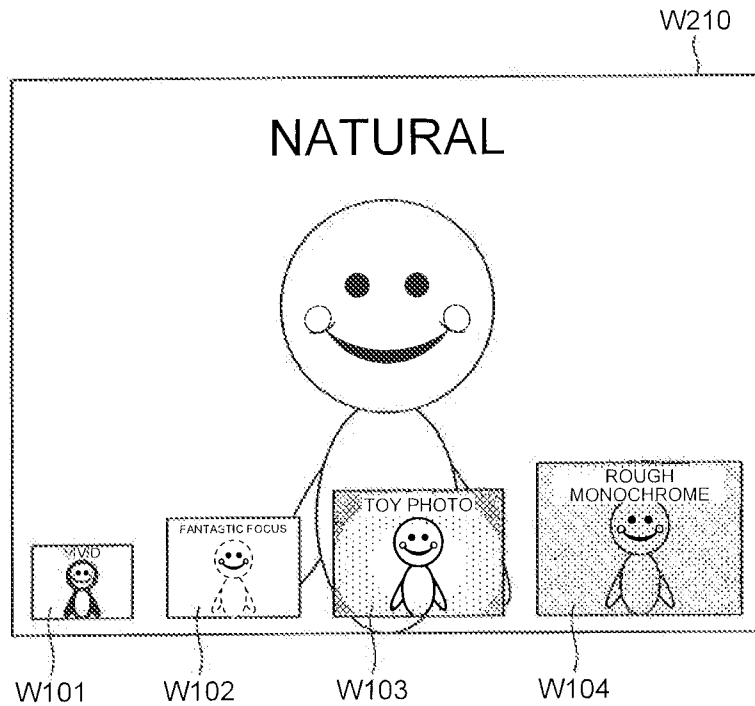 W210
NATURAL
ROUGH
MONOCHROME
TOY PHOTO
FANTASTIC FOCUS
VIVID
W101
W102
W103
W104